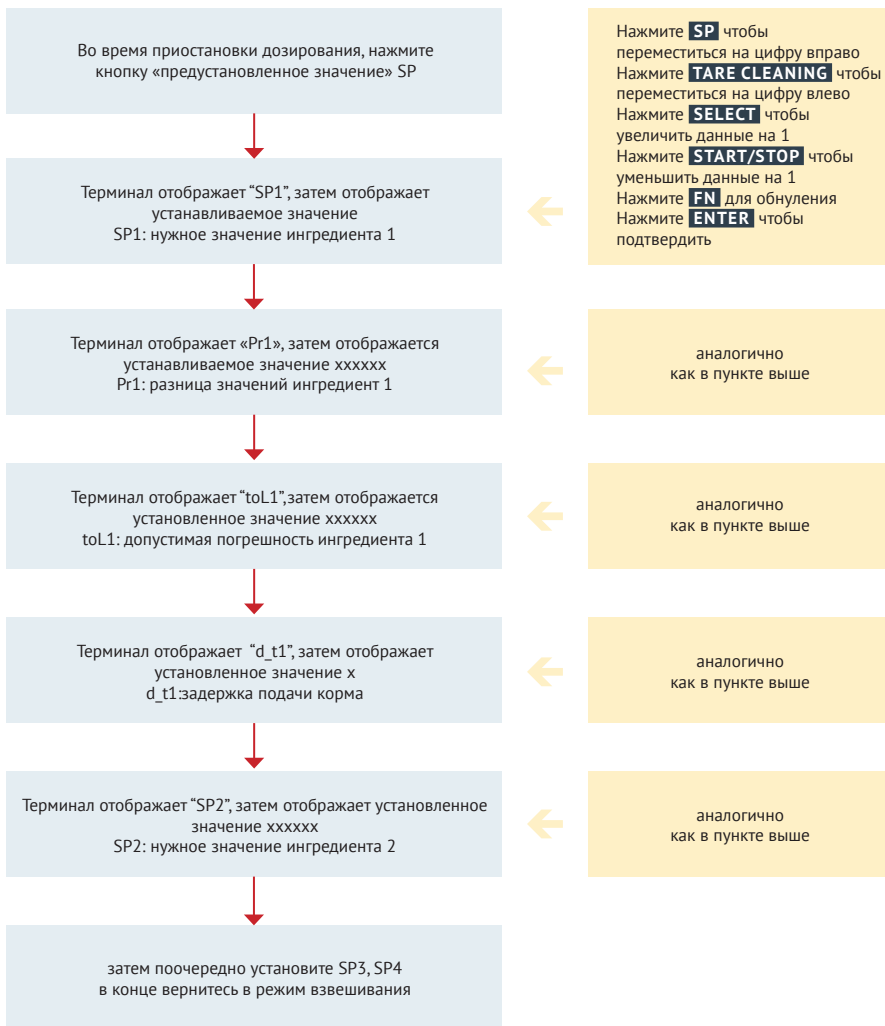 Во время приостановки дозирования, нажмите
кнопку «предустановленное значение» SP
Нажмите SP чтобы
переместиться на цифру вправо
Нажмите TARE CLEANING чтобы
переместиться на цифру влево
Нажмите SELECT чтобы
увеличить данные на 1
Нажмите START/STOP чтобы
уменьшить данные на 1
Нажмите FN для обнуления
Нажмите ENTER чтобы
подтвердить
Терминал отображает “SP1”, затем отображает
устанавливаемое значение
SP1: нужное значение ингредиента 1
Терминал отображает «Pr1», затем отображается
устанавливаемое значение xxxxxx
Pr1: разница значений ингредиент 1
аналогично
как в пункте выше
Терминал отображает “toL1”, затем отображается
установленное значение xxxxxx
toL1: допустимая погрешность ингредиента 1
аналогично
как в пункте выше
Терминал отображает “d_t1”, затем отображает
установленное значение x
d_t1:задержка подачи корма
аналогично
как в пункте выше
Терминал отображает “SP2”, затем отображает установленное
значение xxxxxx
SP2: нужное значение ингредиента 2
аналогично
как в пункте выше
затем поочередно установите SP3, SP4
в конце вернитесь в режим взвешивания